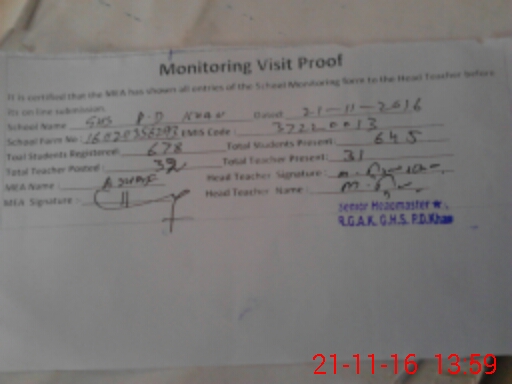 Monitoring Visit Proof
It is certified that the MEA has shown all entries of the School Monitoring form to the Head Teacher before
its on line submission.
School Name GHS P.D KHAN Dated 21-11-2016
School Form No: EMIS Code: 37220013
Total Students Registered: 678 Total Students Present: 645
Total Teacher Posted: 32 Total Teacher Present: 31
MEA Name: Head Teacher Signature:
MEA Signature: Head Teacher Name:
Senior Headmaster
R.G.A.K. G.H.S. P.D.Khan
21-11-16 13:59